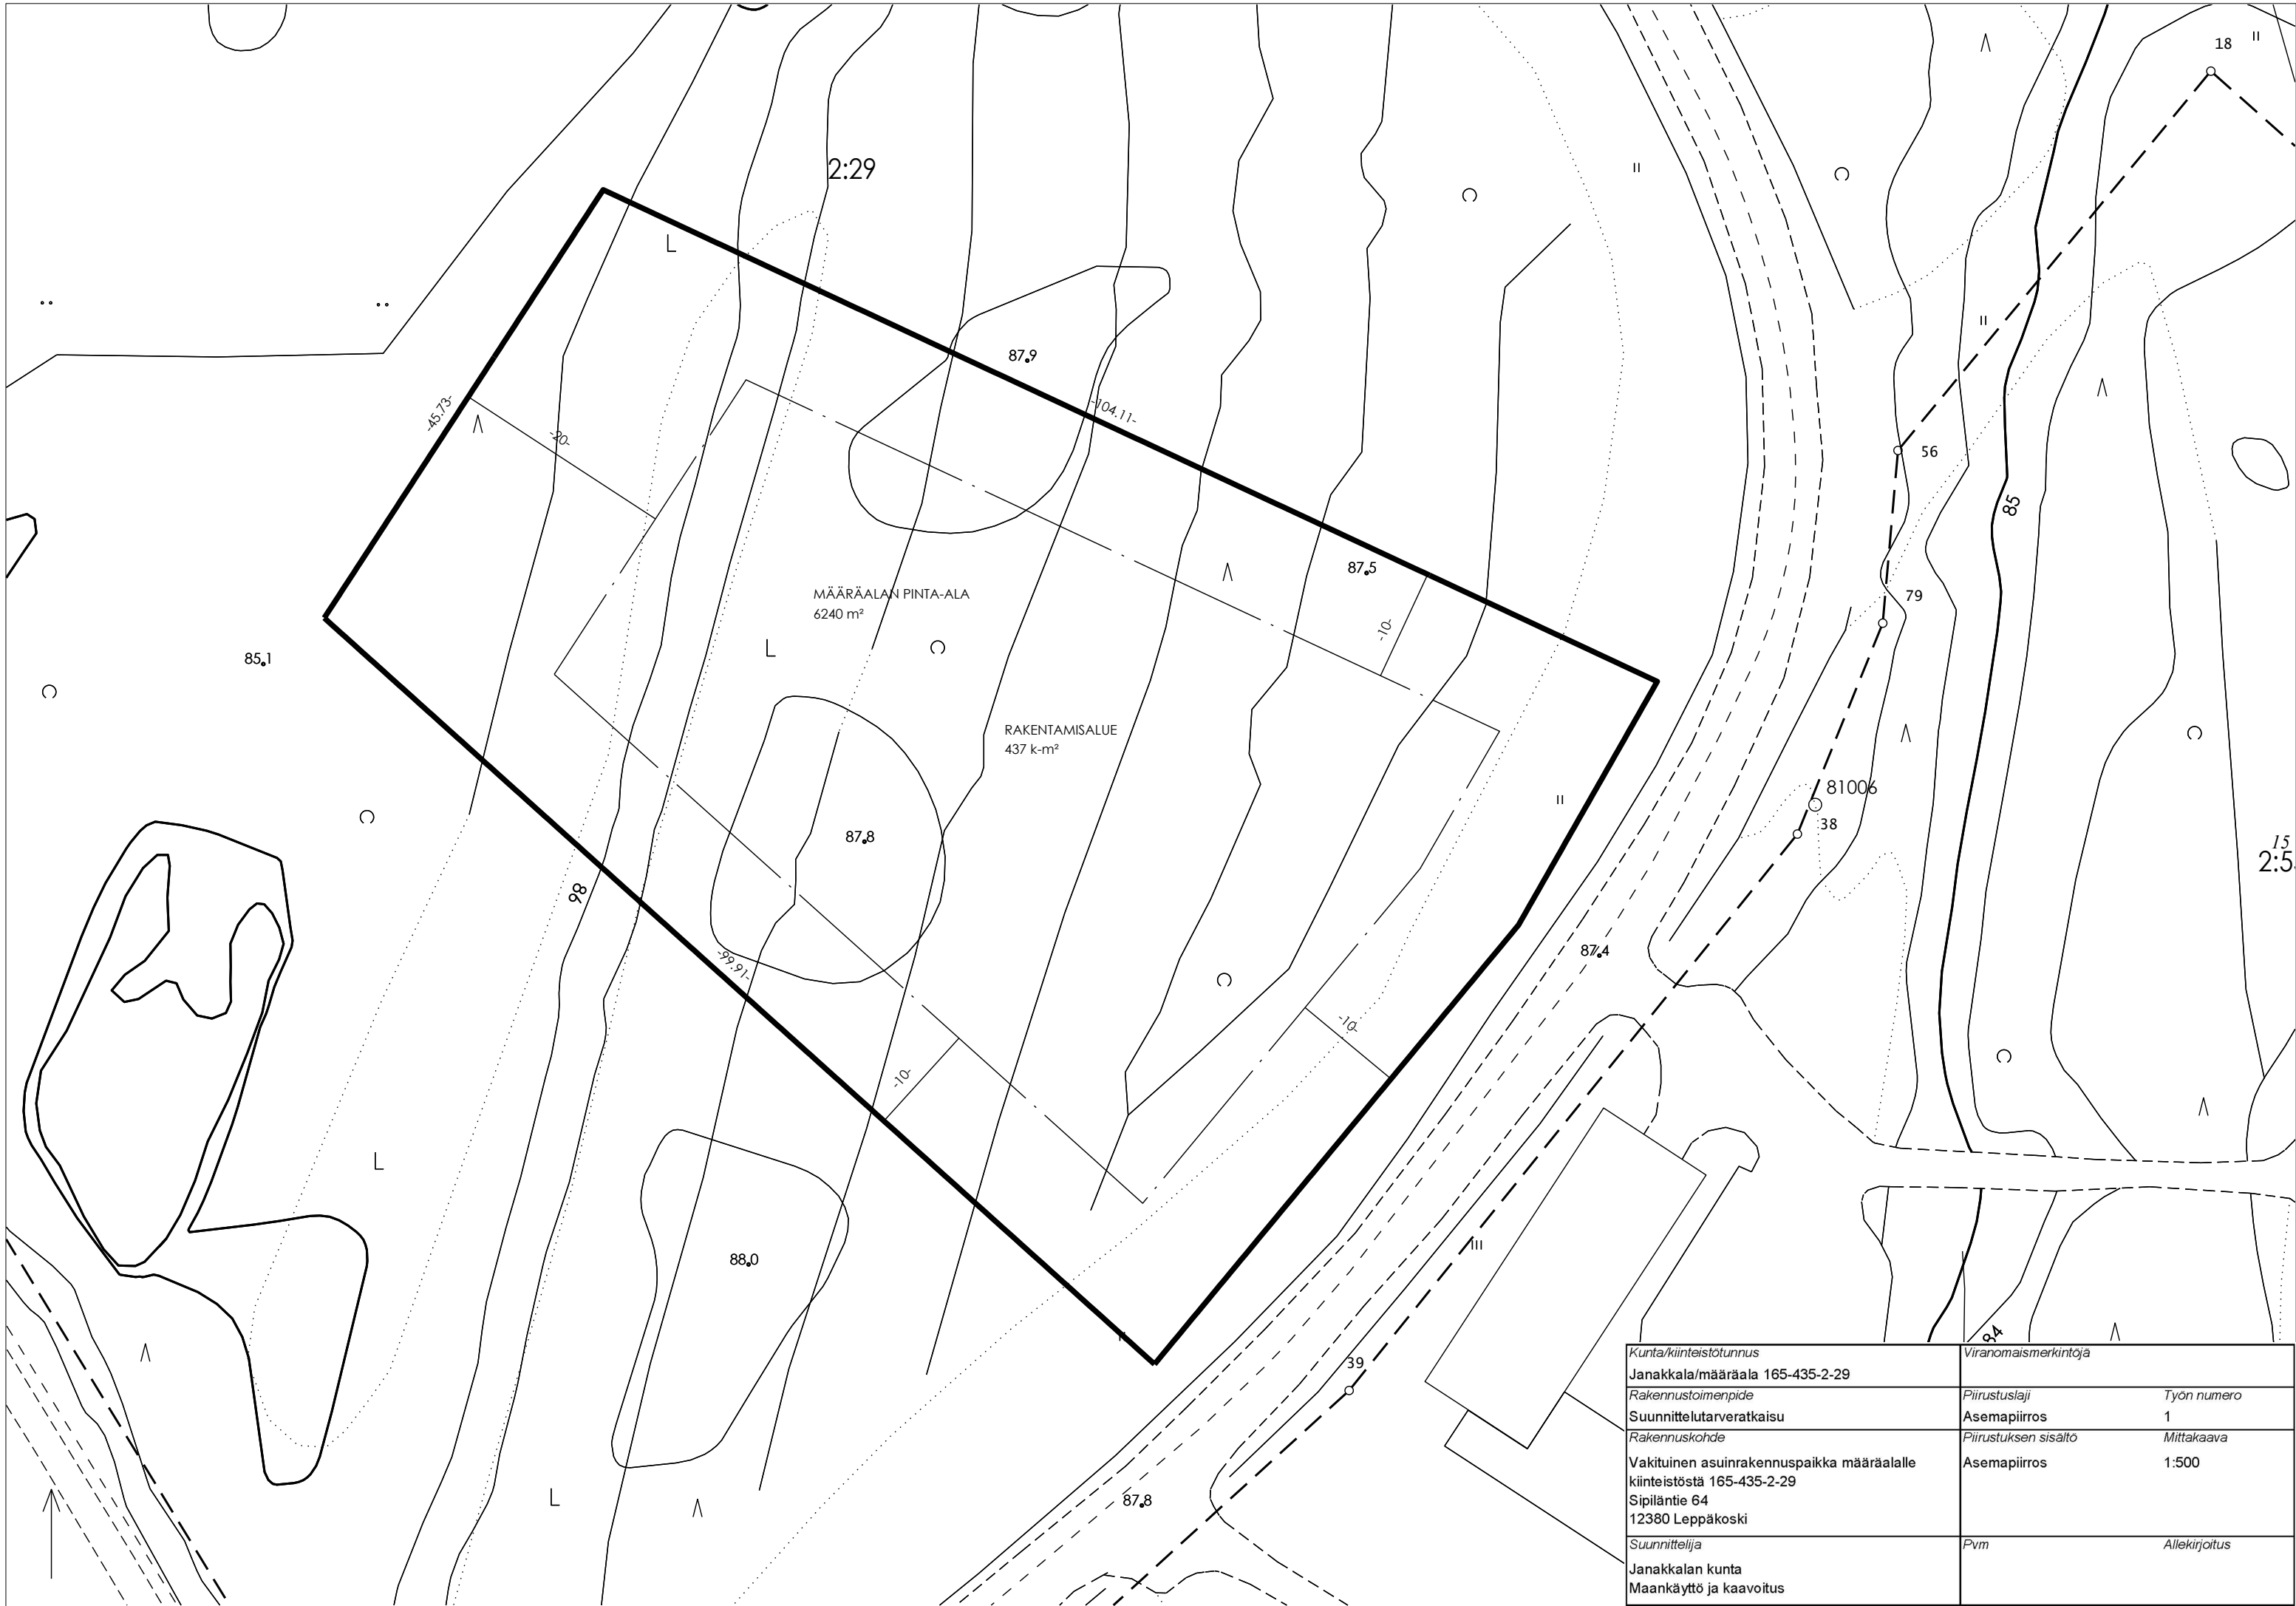 18
2:29
87.9
-45.73-
-104.11-
-20-
56
85
87.5
79
MÄÄRÄALAN PINTA-ALA
6240 m²
-10-
85.1
L
L
RAKENTAMISALUE
437 k-m²
81006
38
87.8
15
2:5
98
87.4
-99.91-
-10-
-10-
L
88.0
III
84
39
L
87.8
Kunta/kiinteistötunnus
Janakkala/määräala 165-435-2-29
Viranomaismerkintöjä
Rakennustoimenpide
Suunnittelutarveratkaisu
Piirustuslaji
Asemapiirros
Työn numero
1
Rakennuskohde
Vakituinen asuinrakennuspaikka määräalalle
kiinteistöstä 165-435-2-29
Sipiläntie 64
12380 Leppäkoski
Piirustuksen sisältö
Asemapiirros
Mittakaava
1:500
Suunnittelija
Janakkalan kunta
Maankäyttö ja kaavoitus
Pvm
Allekirjoitus